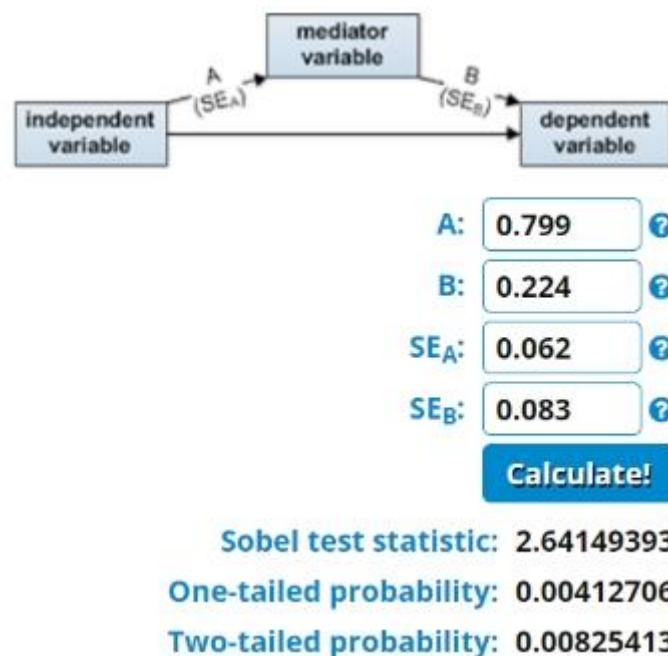 mediator
variable
A
(SEA)
B
(SEB)
independent
variable
dependent
variable
A: 0.799 ?
B: 0.224 ?
SEA: 0.062 ?
SEB: 0.083 ?
Calculate!
Sobel test statistic: 2.64149393
One-tailed probability: 0.00412706
Two-tailed probability: 0.00825413